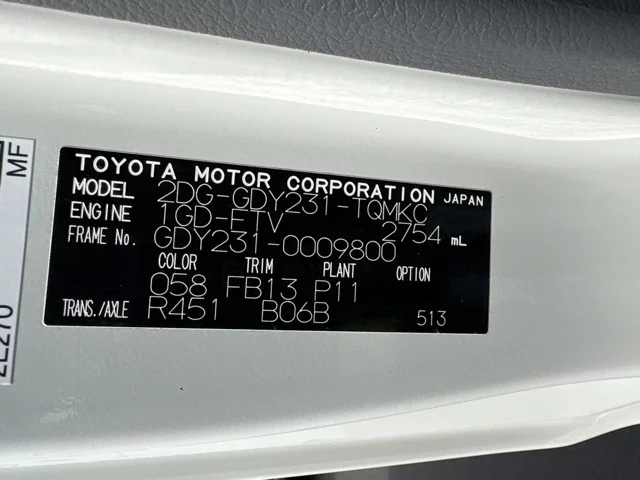 TOYOTA MOTOR CORPORATION JAPAN
MODEL 2DG-GDY231-TQMKC
ENGINE 1GD-FTV 2754 mL
FRAME No. GDY231-0009800
COLOR TRIM PLANT OPTION
058 FB13 P11
TRANS./AXLE R451 B06B 513
MF